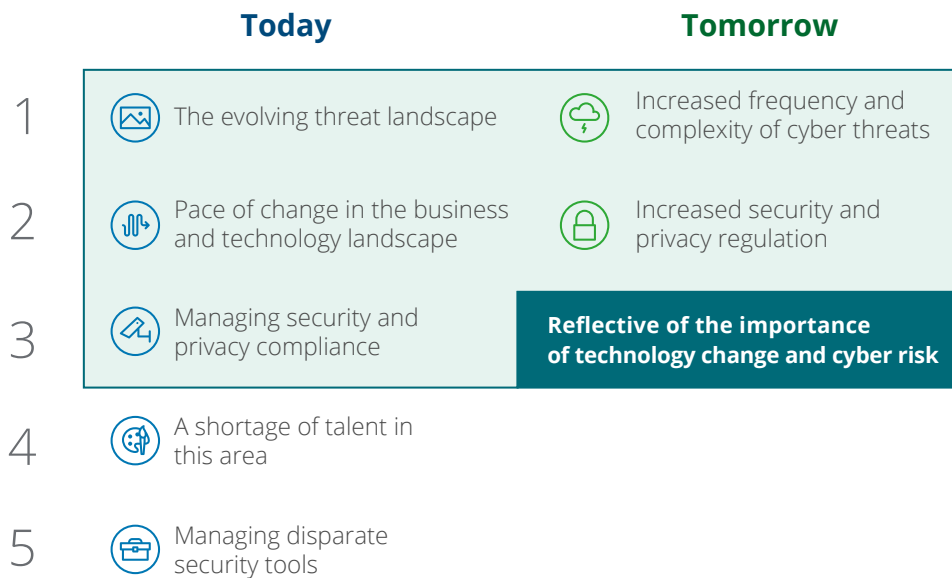 Today
Tomorrow
1
The evolving threat landscape
Increased frequency and
complexity of cyber threats
2
Pace of change in the business
and technology landscape
Increased security and
privacy regulation
3
Managing security and
privacy compliance
Reflective of the importance
of technology change and cyber risk
4
A shortage of talent in
this area
5
Managing disparate
security tools